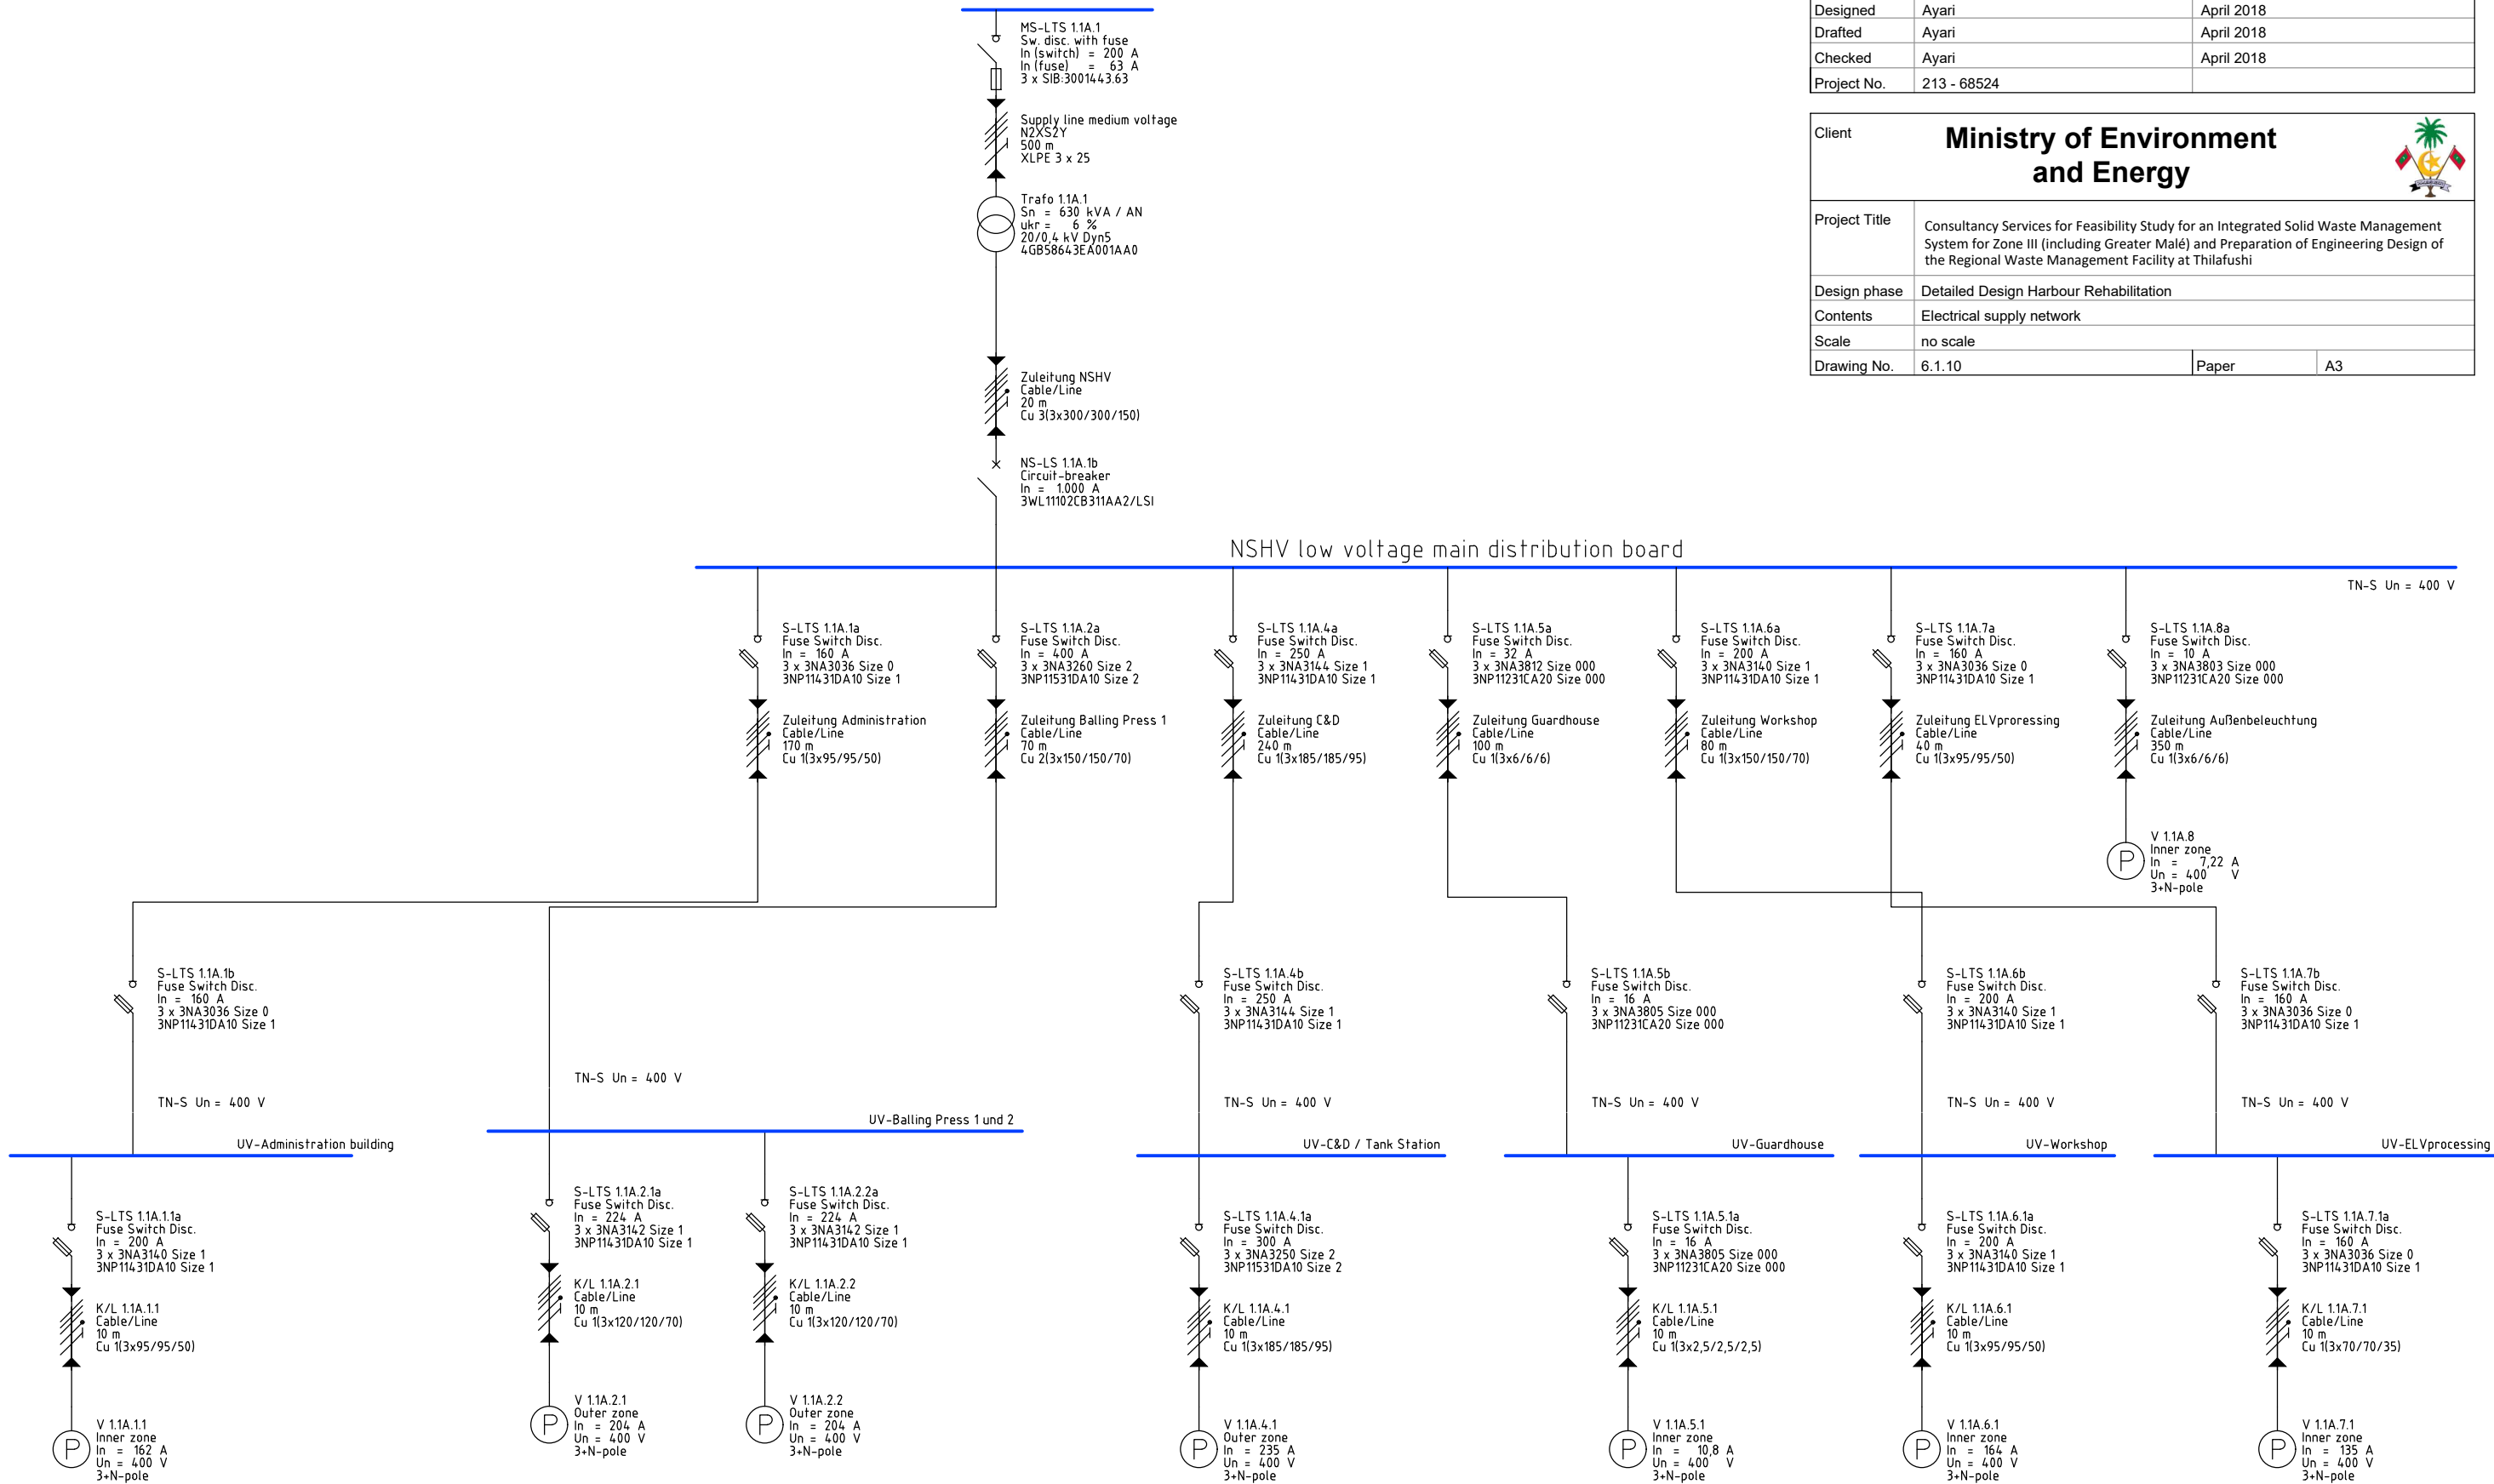 Designed Ayari April 2018
Drafted Ayari April 2018
Checked Ayari April 2018
Project No. 213 - 68524
Client
Ministry of Environment
and Energy
Project Title
Consultancy Services for Feasibility Study for an Integrated Solid Waste Management
System for Zone III (including Greater Malé) and Preparation of Engineering Design of
the Regional Waste Management Facility at Thilafushi
Design phase Detailed Design Harbour Rehabilitation
Contents Electrical supply network
Scale no scale
Drawing No. 6.1.10 Paper A3
MS-LTS 1.1A.1
Sw. disc. with fuse
In (switch) = 200 A
In (fuse) = 63 A
3 x SIB:3001443.63
Supply line medium voltage
N2XS2Y
500 m
XLPE 3 x 25
Trafo 1.1A.1
Sn = 630 kVA / AN
ukr = 6 %
20/0,4 kV Dyn5
4GB58643EA001AA0
Zuleitung NSHV
Cable/Line
20 m
Cu 3(3x300/300/150)
NS-LS 1.1A.1b
Circuit-breaker
In = 1.000 A
3WL11102CB311AA2/LSI
NSHV low voltage main distribution board
TN-S Un = 400 V
S-LTS 1.1A.1a
Fuse Switch Disc.
In = 160 A
3 x 3NA3036 Size 0
3NP11431DA10 Size 1
Zuleitung Administration
Cable/Line
170 m
Cu 1(3x95/95/50)
S-LTS 1.1A.2a
Fuse Switch Disc.
In = 400 A
3 x 3NA3260 Size 2
3NP11531DA10 Size 2
Zuleitung Balling Press 1
Cable/Line
70 m
Cu 2(3x150/150/70)
S-LTS 1.1A.4a
Fuse Switch Disc.
In = 250 A
3 x 3NA3144 Size 1
3NP11431DA10 Size 1
Zuleitung C&D
Cable/Line
240 m
Cu 1(3x185/185/95)
S-LTS 1.1A.5a
Fuse Switch Disc.
In = 32 A
3 x 3NA3812 Size 000
3NP11231CA20 Size 000
Zuleitung Guardhouse
Cable/Line
100 m
Cu 1(3x6/6/6)
S-LTS 1.1A.6a
Fuse Switch Disc.
In = 200 A
3 x 3NA3140 Size 1
3NP11431DA10 Size 1
Zuleitung Workshop
Cable/Line
80 m
Cu 1(3x150/150/70)
S-LTS 1.1A.7a
Fuse Switch Disc.
In = 160 A
3 x 3NA3036 Size 0
3NP11431DA10 Size 1
Zuleitung ELVproressing
Cable/Line
40 m
Cu 1(3x95/95/50)
S-LTS 1.1A.8a
Fuse Switch Disc.
In = 10 A
3 x 3NA3803 Size 000
3NP11231CA20 Size 000
Zuleitung Außenbeleuchtung
Cable/Line
350 m
Cu 1(3x6/6/6)
V 1.1A.8
Inner zone
In = 7,22 A
Un = 400 V
3+N-pole
P
S-LTS 1.1A.1b
Fuse Switch Disc.
In = 160 A
3 x 3NA3036 Size 0
3NP11431DA10 Size 1
TN-S Un = 400 V
UV-Administration building
S-LTS 1.1A.1.1a
Fuse Switch Disc.
In = 200 A
3 x 3NA3140 Size 1
3NP11431DA10 Size 1
K/L 1.1A.1.1
Cable/Line
10 m
Cu 1(3x95/95/50)
V 1.1A.1.1
Inner zone
In = 162 A
Un = 400 V
3+N-pole
P
TN-S Un = 400 V
UV-Balling Press 1 und 2
S-LTS 1.1A.2.1a
Fuse Switch Disc.
In = 224 A
3 x 3NA3142 Size 1
3NP11431DA10 Size 1
K/L 1.1A.2.1
Cable/Line
10 m
Cu 1(3x120/120/70)
V 1.1A.2.1
Outer zone
In = 204 A
Un = 400 V
3+N-pole
P
S-LTS 1.1A.2.2a
Fuse Switch Disc.
In = 224 A
3 x 3NA3142 Size 1
3NP11431DA10 Size 1
K/L 1.1A.2.2
Cable/Line
10 m
Cu 1(3x120/120/70)
V 1.1A.2.2
Outer zone
In = 204 A
Un = 400 V
3+N-pole
P
S-LTS 1.1A.4b
Fuse Switch Disc.
In = 250 A
3 x 3NA3144 Size 1
3NP11431DA10 Size 1
TN-S Un = 400 V
UV-C&D / Tank Station
S-LTS 1.1A.4.1a
Fuse Switch Disc.
In = 300 A
3 x 3NA3250 Size 2
3NP11531DA10 Size 2
K/L 1.1A.4.1
Cable/Line
10 m
Cu 1(3x185/185/95)
V 1.1A.4.1
Outer zone
In = 235 A
Un = 400 V
3+N-pole
P
S-LTS 1.1A.5b
Fuse Switch Disc.
In = 16 A
3 x 3NA3805 Size 000
3NP11231CA20 Size 000
TN-S Un = 400 V
UV-Guardhouse
S-LTS 1.1A.5.1a
Fuse Switch Disc.
In = 16 A
3 x 3NA3805 Size 000
3NP11231CA20 Size 000
K/L 1.1A.5.1
Cable/Line
10 m
Cu 1(3x2,5/2,5/2,5)
V 1.1A.5.1
Inner zone
In = 10,8 A
Un = 400 V
3+N-pole
P
S-LTS 1.1A.6b
Fuse Switch Disc.
In = 200 A
3 x 3NA3140 Size 1
3NP11431DA10 Size 1
TN-S Un = 400 V
UV-Workshop
S-LTS 1.1A.6.1a
Fuse Switch Disc.
In = 200 A
3 x 3NA3140 Size 1
3NP11431DA10 Size 1
K/L 1.1A.6.1
Cable/Line
10 m
Cu 1(3x95/95/50)
V 1.1A.6.1
Inner zone
In = 164 A
Un = 400 V
3+N-pole
P
S-LTS 1.1A.7b
Fuse Switch Disc.
In = 160 A
3 x 3NA3036 Size 0
3NP11431DA10 Size 1
TN-S Un = 400 V
UV-ELVprocessing
S-LTS 1.1A.7.1a
Fuse Switch Disc.
In = 160 A
3 x 3NA3036 Size 0
3NP11431DA10 Size 1
K/L 1.1A.7.1
Cable/Line
10 m
Cu 1(3x70/70/35)
V 1.1A.7.1
Inner zone
In = 135 A
Un = 400 V
3+N-pole
P